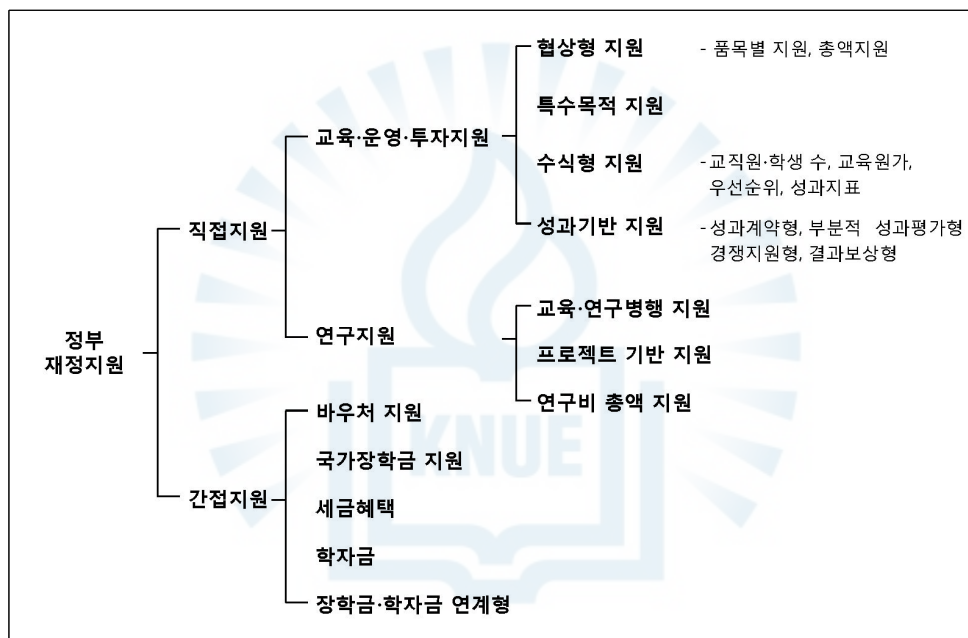 협상형 지원 - 품목별 지원, 총액지원
특수목적 지원
교육·운영·투자지원
수식형 지원 -교직원·학생 수, 교육원가,
우선순위, 성과지표
직접지원
성과기반 지원 -성과계약형, 부분적 성과평가형
경쟁지원형, 결과보상형
교육·연구병행 지원
연구지원
정부
재정지원
프로젝트 기반 지원
연구비 총액 지원
바우처 지원
KNUE
국가장학금 지원
간접지원
세금혜택
학자금
장학금·학자금 연계형